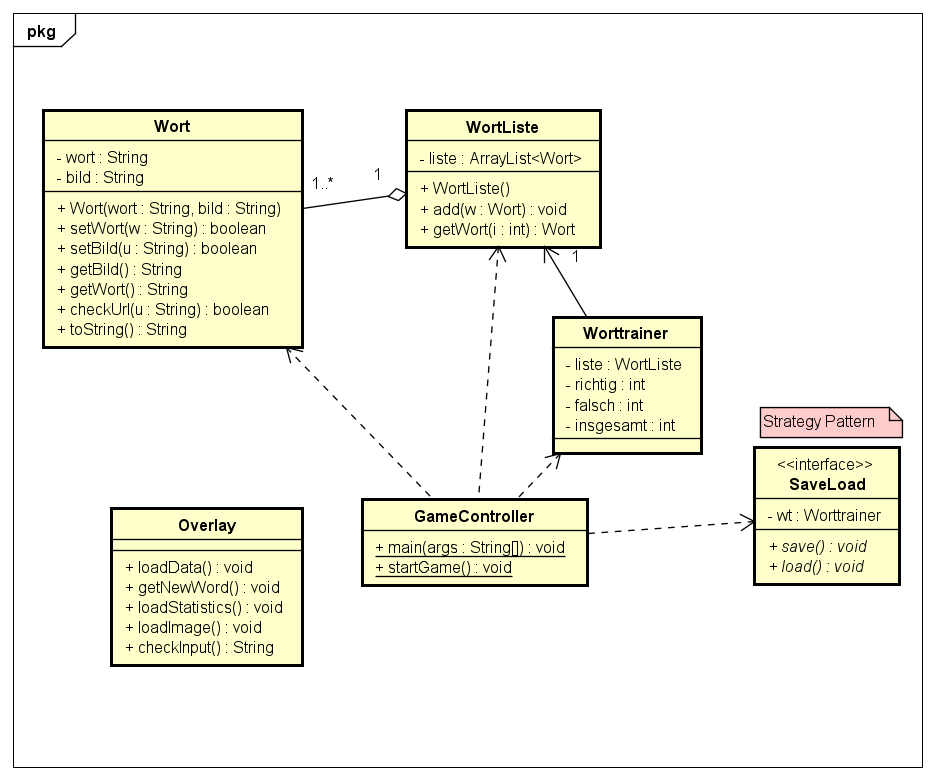 pkg
Wort
- wort : String
- bild : String
+ Wort(wort : String, bild : String)
+ setWort(w : String) : boolean
+ setBild(u : String) : boolean
+ getBild() : String
+ getWort() : String
+ checkUrl(u : String) : boolean
+ toString() : String
1..*
1
WortListe
- liste : ArrayList<Wort>
+ WortListe()
+ add(w : Wort) : void
+ getWort(i : int) : Wort
1
Worttrainer
- liste : WortListe
- richtig : int
- falsch : int
- insgesamt : int
Strategy Pattern
<<interface>>
SaveLoad
- wt : Worttrainer
+ save() : void
+ load() : void
GameController
+ main(args : String[]) : void
+ startGame() : void
Overlay
+ loadData() : void
+ getNewWord() : void
+ loadStatistics() : void
+ loadImage() : void
+ checkInput() : String